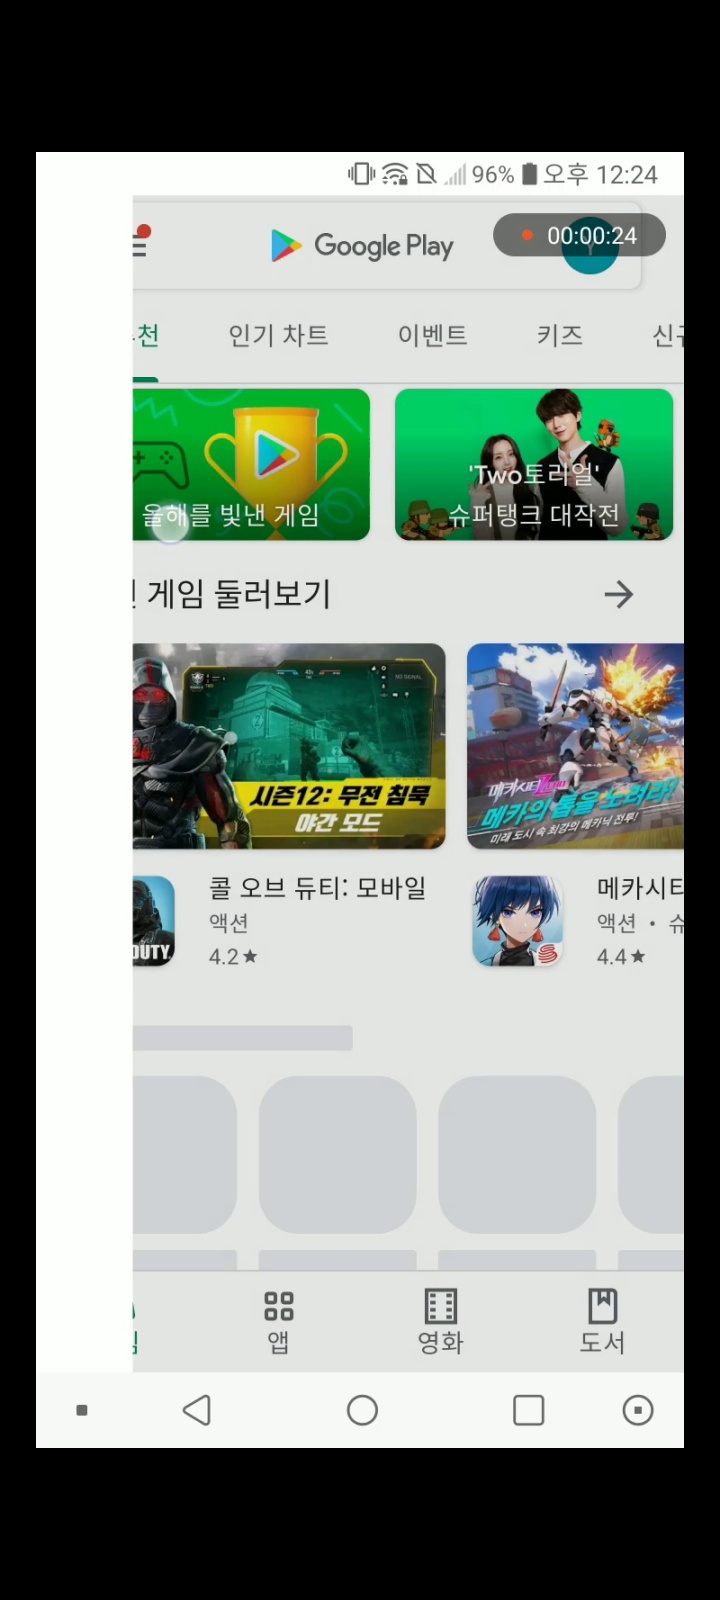 96% 오후 12:24
Google Play
00:00:24
인기 차트 이벤트 키즈
올해를 빛낸 게임
'Two토리얼'
슈퍼탱크 대작전
게임 둘러보기
NO SIGNAL
시즌12: 무전 침묵
야간 모드
메카시티
메카의 톱을 노려라!
미래 도시 속 최강의 메카닉 전투!
콜 오브 듀티: 모바일
액션
4.2★
DUTY
메카시티
액션 • 슈
4.4★
앱 영화 도서